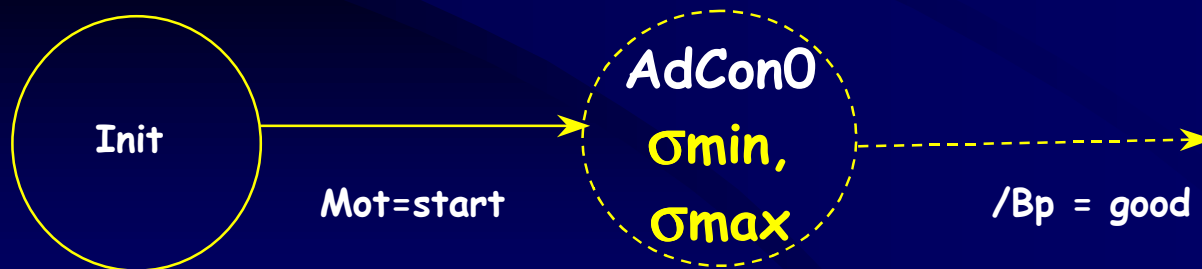 Init
Mot=start
AdCon0
σmin,
σmax
/Bp = good